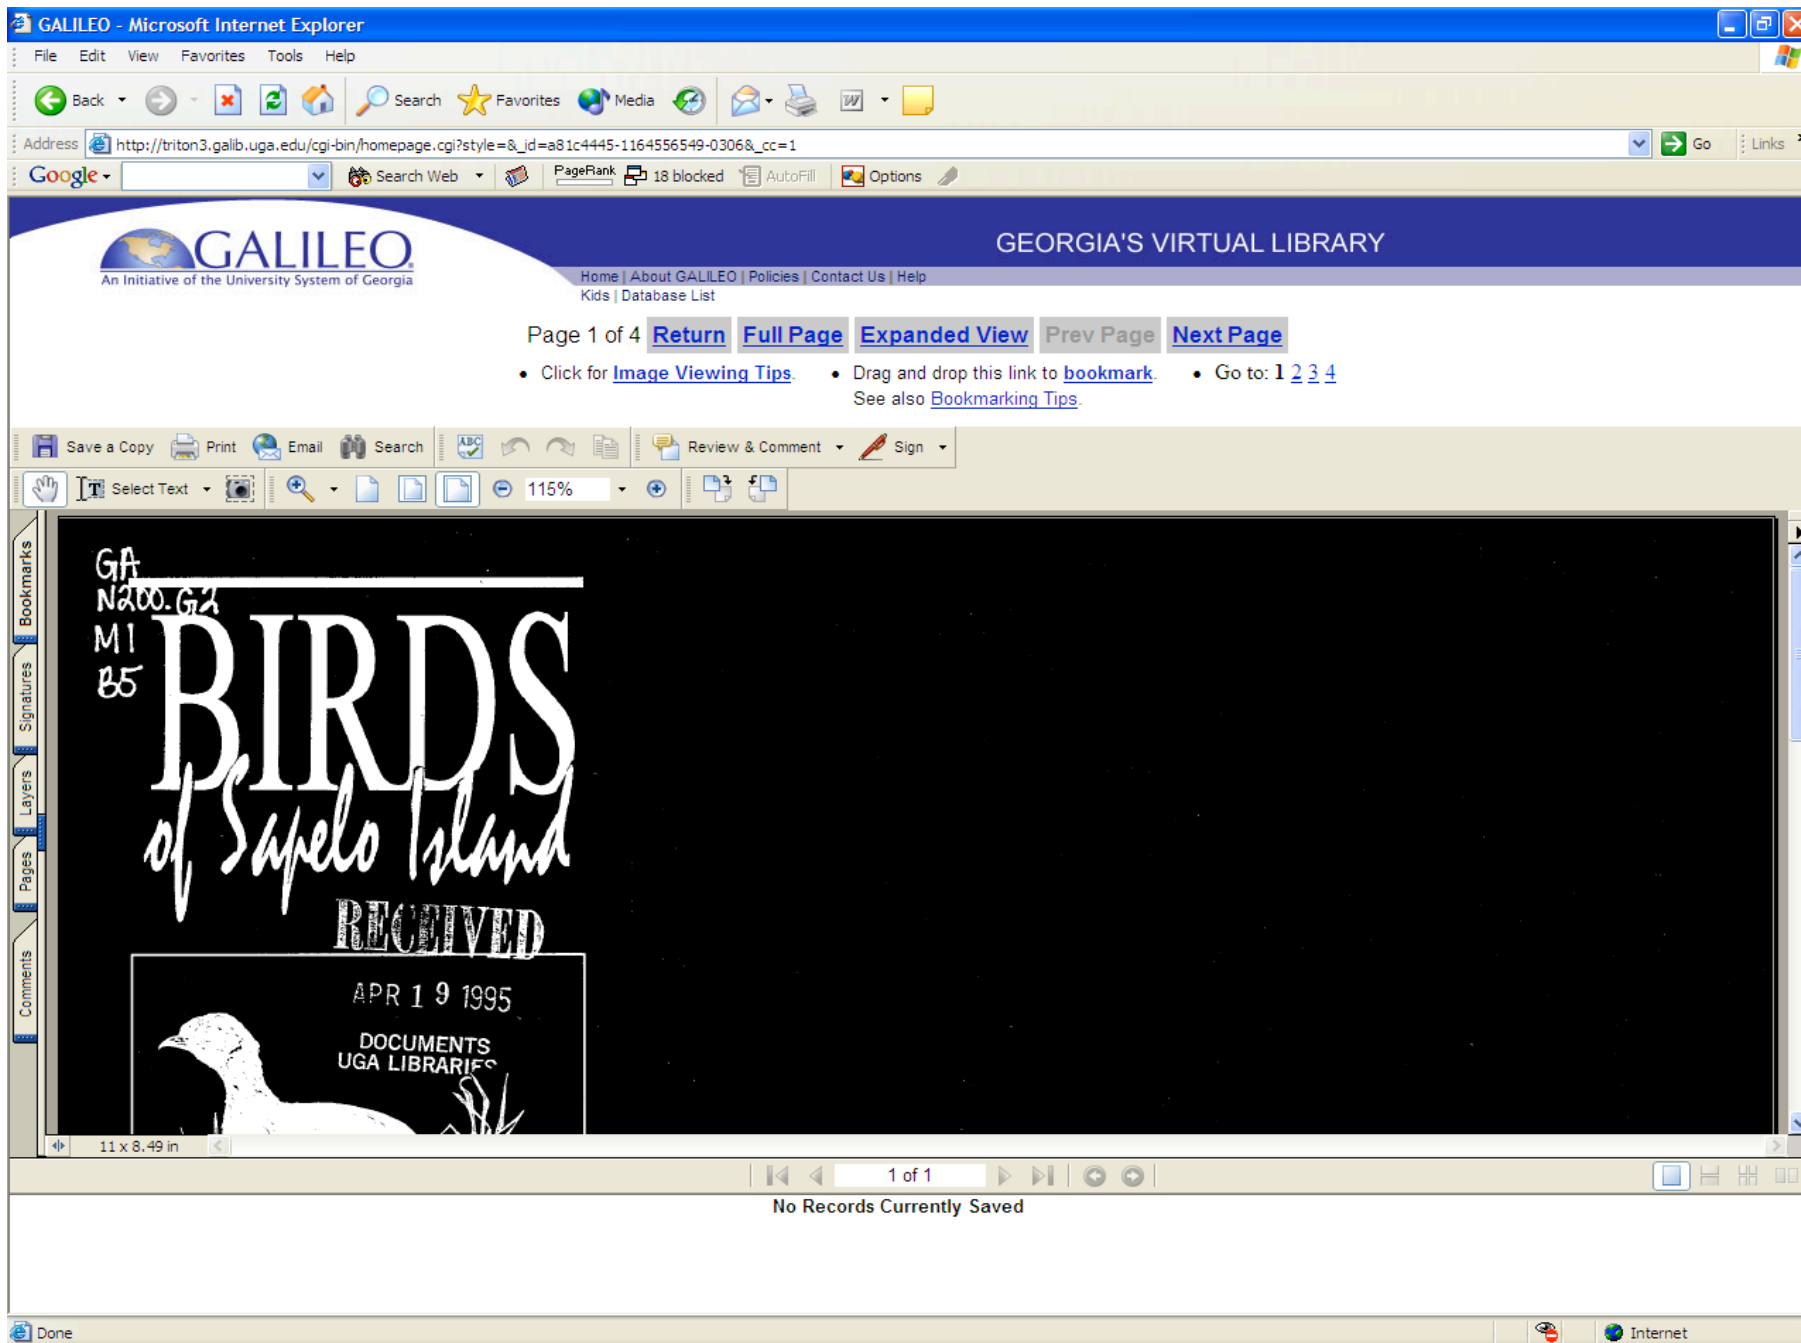 GALILEO - Microsoft Internet Explorer
File Edit View Favorites Tools Help
Back Search Favorites Media
Address http://triton3.galib.uga.edu/cgi-bin/homepage.cgi?style=&_id=a81c4445-1164556549-0306&_cc=1 Go Links
Google Search Web PageRank 18 blocked AutoFill Options
GALILEO
An Initiative of the University System of Georgia
GEORGIA'S VIRTUAL LIBRARY
Home | About GALILEO | Policies | Contact Us | Help
Kids | Database List
Page 1 of 4 Return Full Page Expanded View Prev Page Next Page
• Click for Image Viewing Tips. • Drag and drop this link to bookmark. • Go to: 1 2 3 4
See also Bookmarking Tips.
Save a Copy Print Email Search ABC Review & Comment Sign
Select Text 115%
Bookmarks
Signatures
Layers
Pages
Comments
GA
N200.G2
M1
B5
BIRDS
of Sapelo Island
RECEIVED
APR 19 1995
DOCUMENTS
UGA LIBRARIES
11 x 8.49 in
1 of 1
No Records Currently Saved
Done Internet